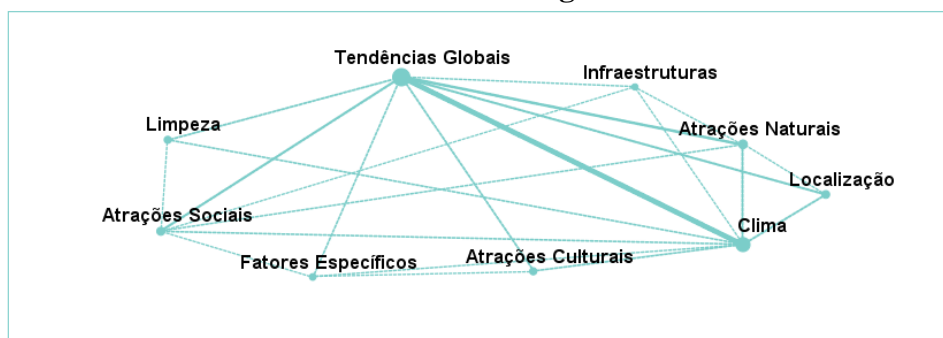 Tendências Globais
Infraestruturas
Limpeza
Atrações Naturais
Localização
Atrações Sociais
Clima
Fatores Específicos
Atrações Culturais